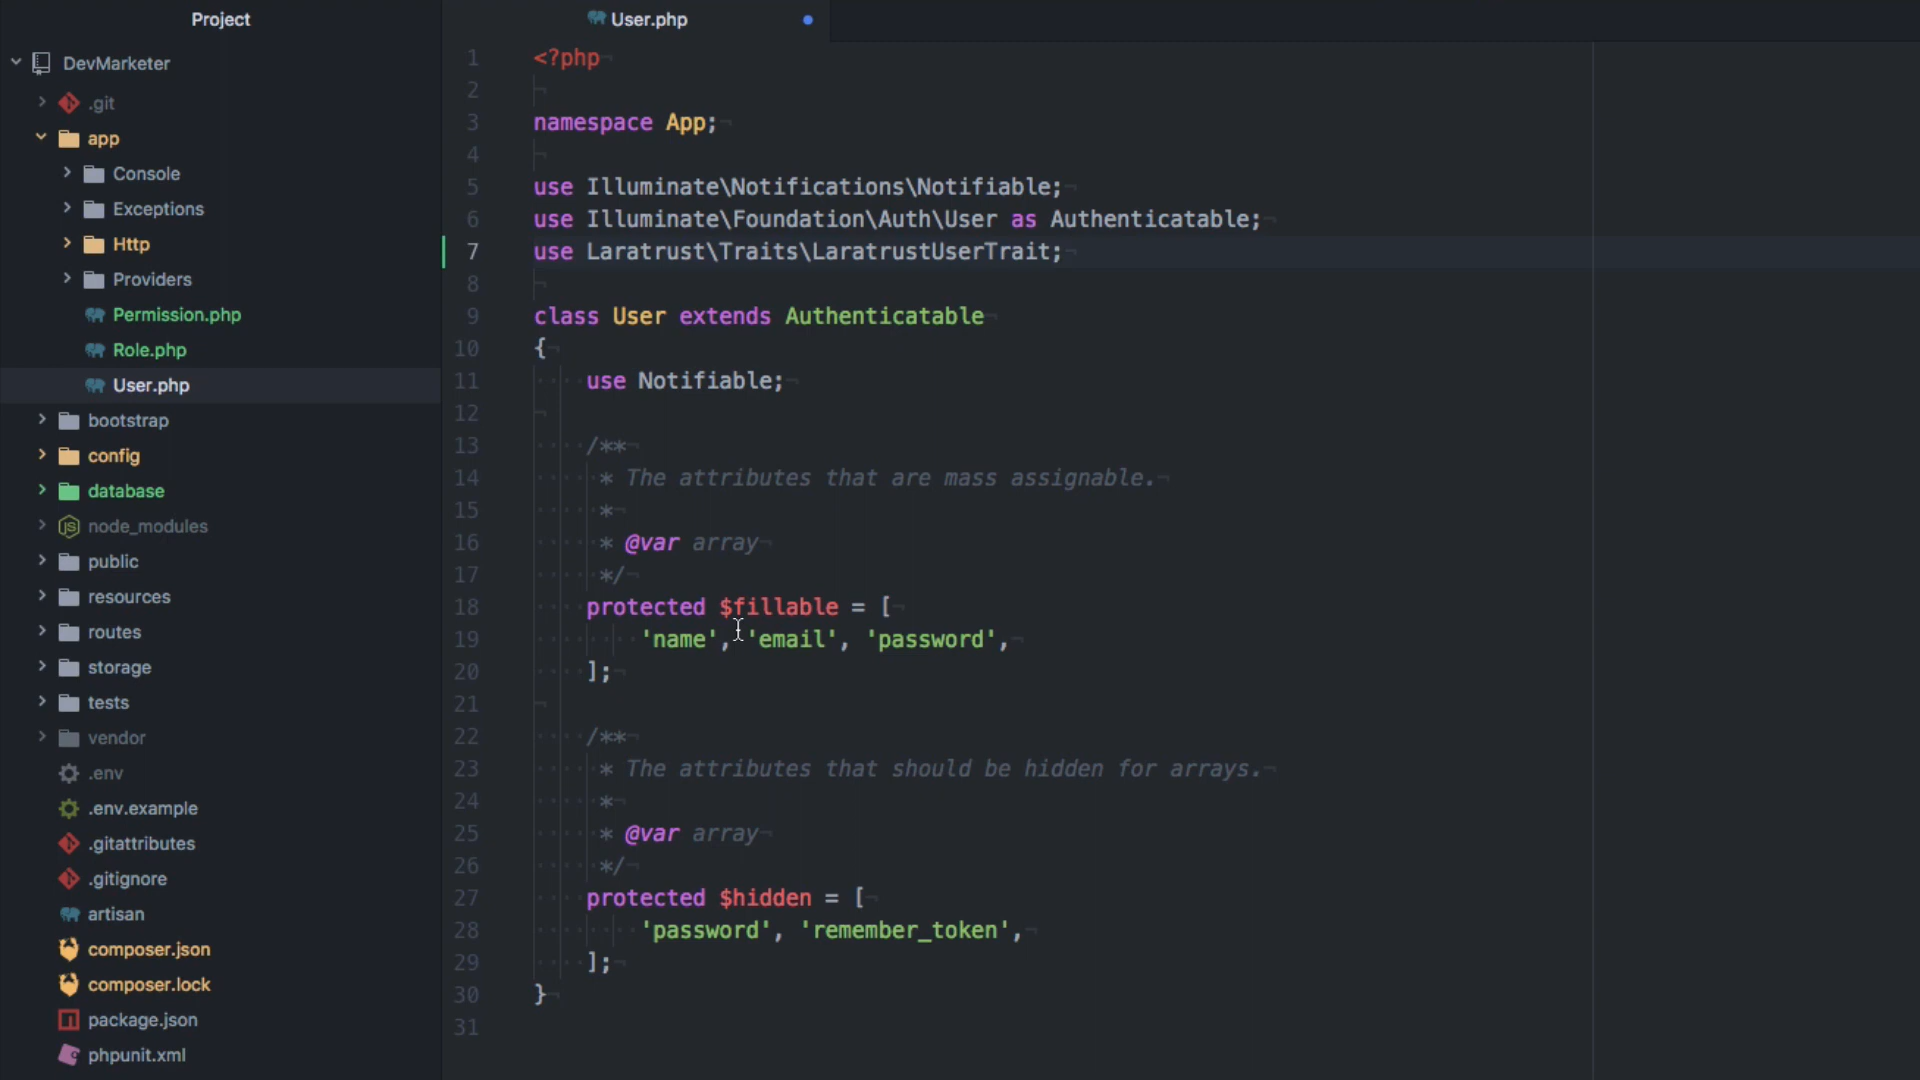 Project
DevMarketer
.git
app
Console
Exceptions
Http
Providers
Permission.php
Role.php
User.php
bootstrap
config
database
node_modules
public
resources
routes
storage
tests
vendor
.env
.env.example
.gitattributes
.gitignore
artisan
composer.json
composer.lock
package.json
phpunit.xml
User.php
1 <?php
2
3 namespace App;
4
5 use Illuminate\Notifications\Notifiable;
6 use Illuminate\Foundation\Auth\User as Authenticatable;
7 use Laratrust\Traits\LaratrustUserTrait;
8
9 class User extends Authenticatable
10 {
11 use Notifiable;
12
13 /**
14 * The attributes that are mass assignable.
15 *
16 * @var array
17 */
18 protected $fillable = [
19 'name', 'email', 'password',
20 ];
21
22 /**
23 * The attributes that should be hidden for arrays.
24 *
25 * @var array
26 */
27 protected $hidden = [
28 'password', 'remember_token',
29 ];
30 }
31